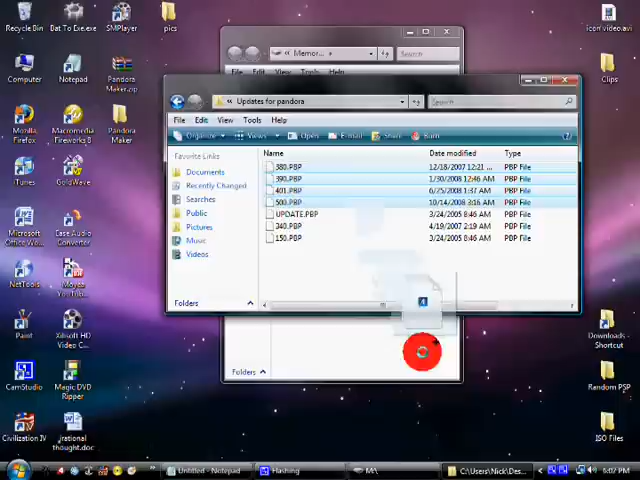 Recycle Bin
Bat To Exe.exe
SMPlayer
pics
icon video.avi
Memor...
Search
File Edit View Tools Help
Computer
Notepad
Pandora Maker.zip
Clips
Updates for pandora
Search
File Edit View Tools Help
Organize
Views
Open
E-mail
Share
Burn
Mozilla Firefox
Macromedia Fireworks 8
Pandora Maker
Favorite Links
Name
Date modified
Type
Documents
380.PBP 12/18/2007 12:21 ... PBP File
Recently Changed
390.PBP 1/30/2008 12:46 AM PBP File
401.PBP 6/25/2008 1:37 AM PBP File
Searches
500.PBP 10/14/2008 3:16 AM PBP File
Public
UPDATE.PBP 3/24/2005 8:46 AM PBP File
Pictures
340.PBP 4/19/2007 2:19 AM PBP File
Music
150.PBP 3/24/2005 8:46 AM PBP File
Videos
iTunes
GoldWave
Microsoft Office Wo...
Ease Audio Converter
NetTools
Moyea YouTub...
Folders
4
Paint
Xilisoft HD Video C...
Downloads - Shortcut
CamStudio
Magic DVD Ripper
Folders
Random PSP
Civilization IV
irrational thought.doc
ISO Files
Untitled - Notepad
Hashing
M:\
C:\Users\Nick\Des...
6:07 PM